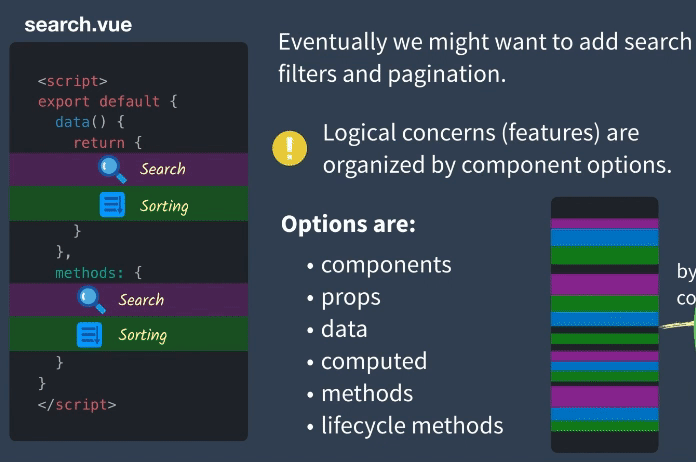 search.vue
<script>
export default {
data() {
return {
Search
Sorting
}
},
methods: {
Search
Sorting
}
}
</script>
Eventually we might want to add search
filters and pagination.
!
Logical concerns (features) are
organized by component options.
Options are:
• components
• props
• data
• computed
• methods
• lifecycle methods
by
co